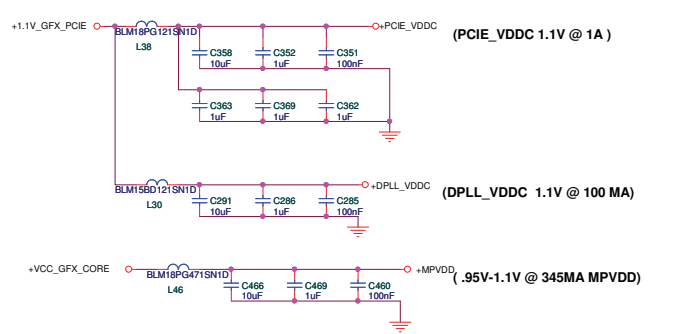 +1.1V_GFX_PCIE
BLM18PG121SN1D
L38
+PCIE_VDDC
(PCIE_VDDC 1.1V @ 1A )
C358
10uF
C352
1uF
C351
100nF
C363
1uF
C369
1uF
C362
1uF
BLM15BD121SN1D
L30
+DPLL_VDDC
(DPLL_VDDC 1.1V @ 100 MA)
C291
10uF
C286
1uF
C285
100nF
+VCC_GFX_CORE
BLM18PG471SN1D
L46
+MPVDD
( .95V-1.1V @ 345MA MPVDD)
C466
10uF
C469
1uF
C460
100nF